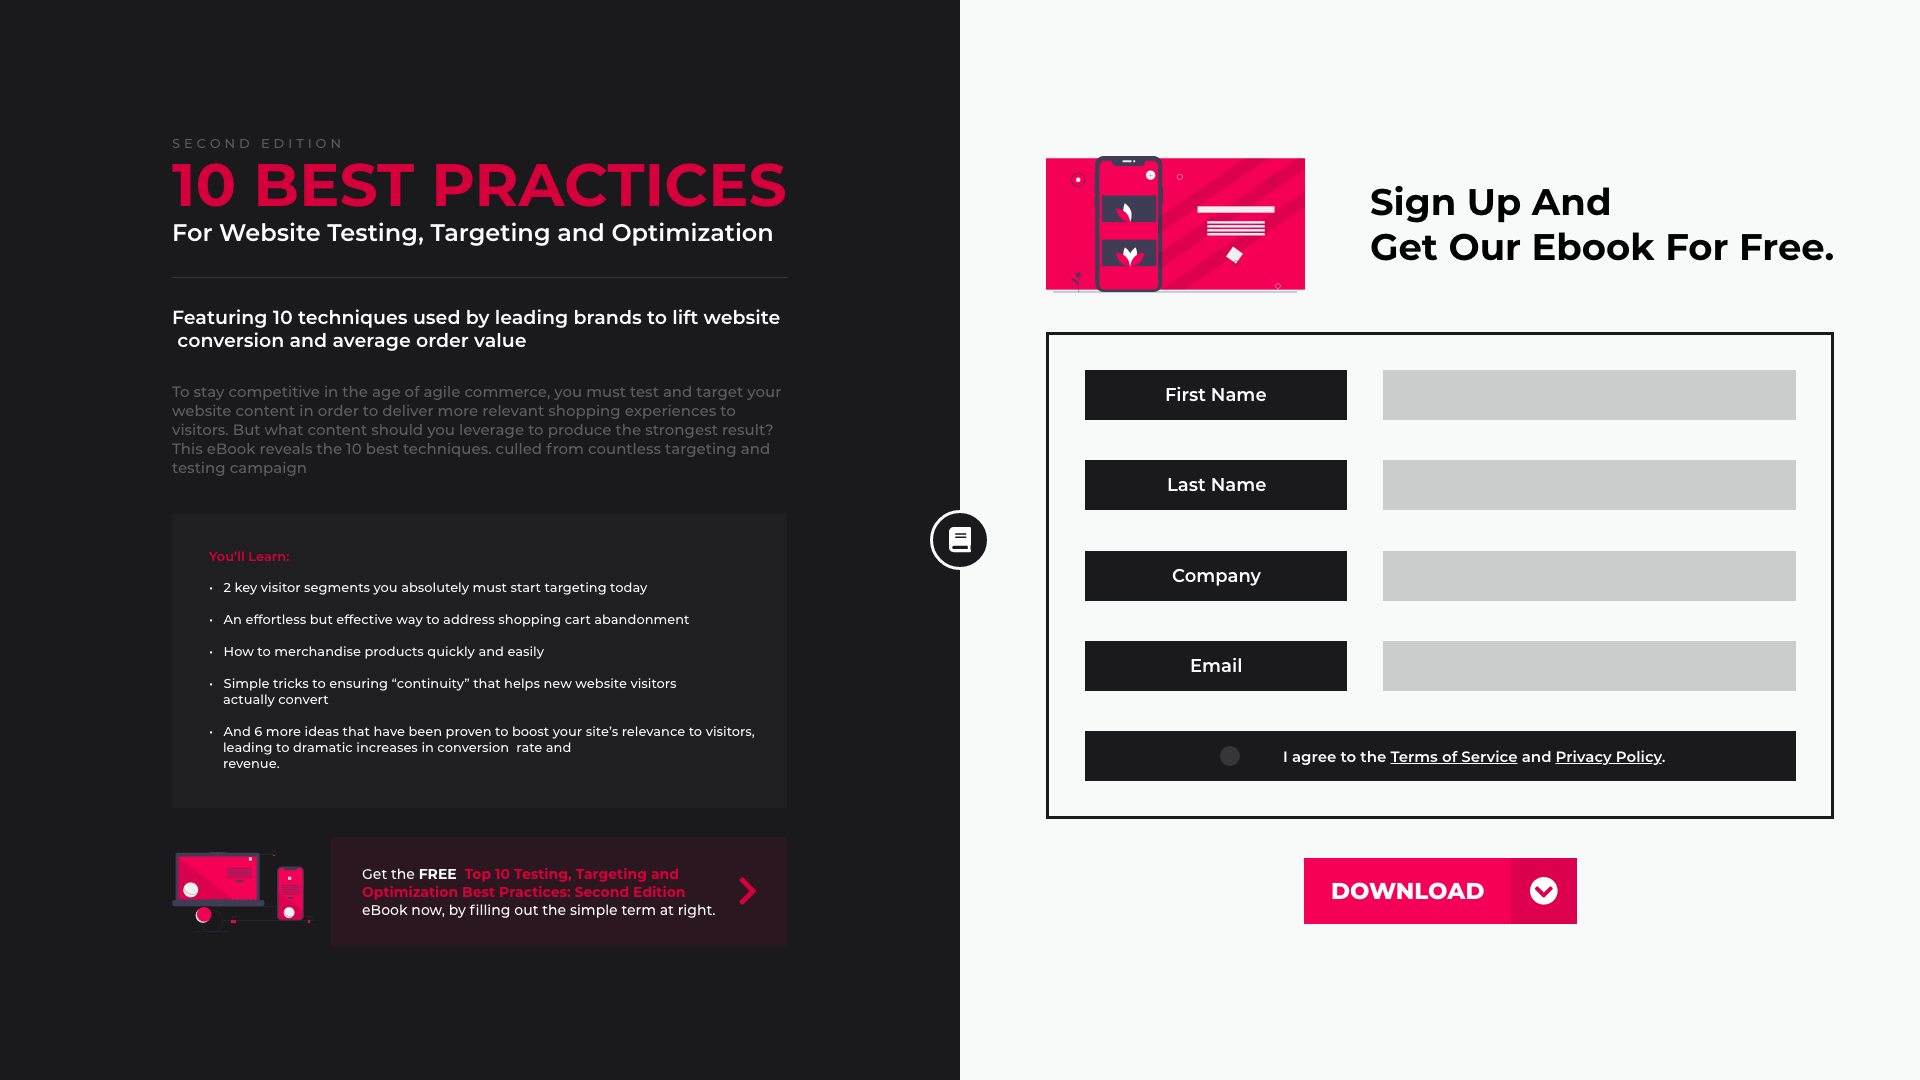 SECOND EDITION
10 BEST PRACTICES
For Website Testing, Targeting and Optimization
Featuring 10 techniques used by leading brands to lift website
conversion and average order value
To stay competitive in the age of agile commerce, you must test and target your
website content in order to deliver more relevant shopping experiences to
visitors. But what content should you leverage to produce the strongest result?
This eBook reveals the 10 best techniques. culled from countless targeting and
testing campaign
You'll Learn:
• 2 key visitor segments you absolutely must start targeting today
• An effortless but effective way to address shopping cart abandonment
• How to merchandise products quickly and easily
• Simple tricks to ensuring “continuity” that helps new website visitors
actually convert
• And 6 more ideas that have been proven to boost your site’s relevance to visitors,
leading to dramatic increases in conversion rate and
revenue.
Get the FREE Top 10 Testing, Targeting and
Optimization Best Practices: Second Edition
eBook now, by filling out the simple term at right.
Sign Up And
Get Our Ebook For Free.
First Name
Last Name
Company
Email
I agree to the Terms of Service and Privacy Policy.
DOWNLOAD